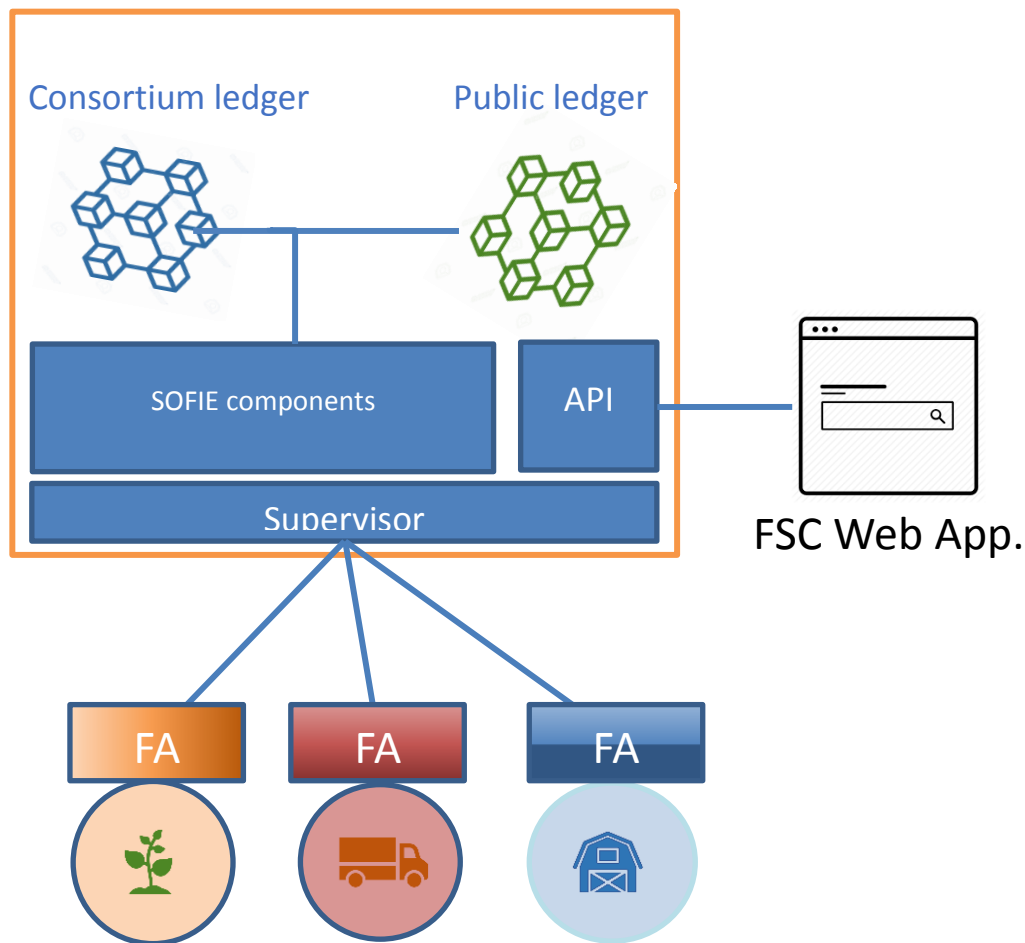 Consortium ledger
Public ledger
SOFIE components
API
Supervisor
FSC Web App.
FA
FA
FA